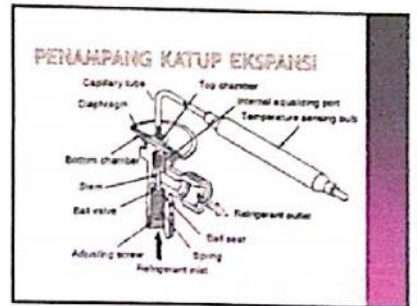 PENAMPANG KATUP EKSPANSI
Capillary tube
Top chamber
Diaphragm
Internal equalizing port
Temperature sensing bulb
Bottom chamber
Stem
Ball valve
Refrigerant outlet
Ball seat
Adjusting screw
Spring
Refrigerant inlet